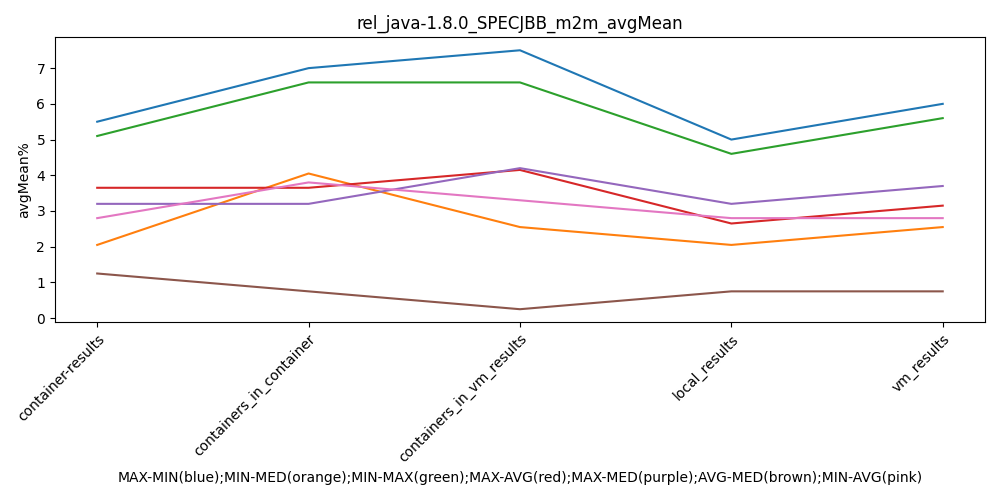 rel_java-1.8.0_SPECJBB_m2m_avgMean
avgMean%
7
6
5
4
3
2
1
0
container-results
containers_in_container
containers_in_vm_results
local_results
vm_results
MAX-MIN(blue);MIN-MED(orange);MIN-MAX(green);MAX-AVG(red);MAX-MED(purple);AVG-MED(brown);MIN-AVG(pink)